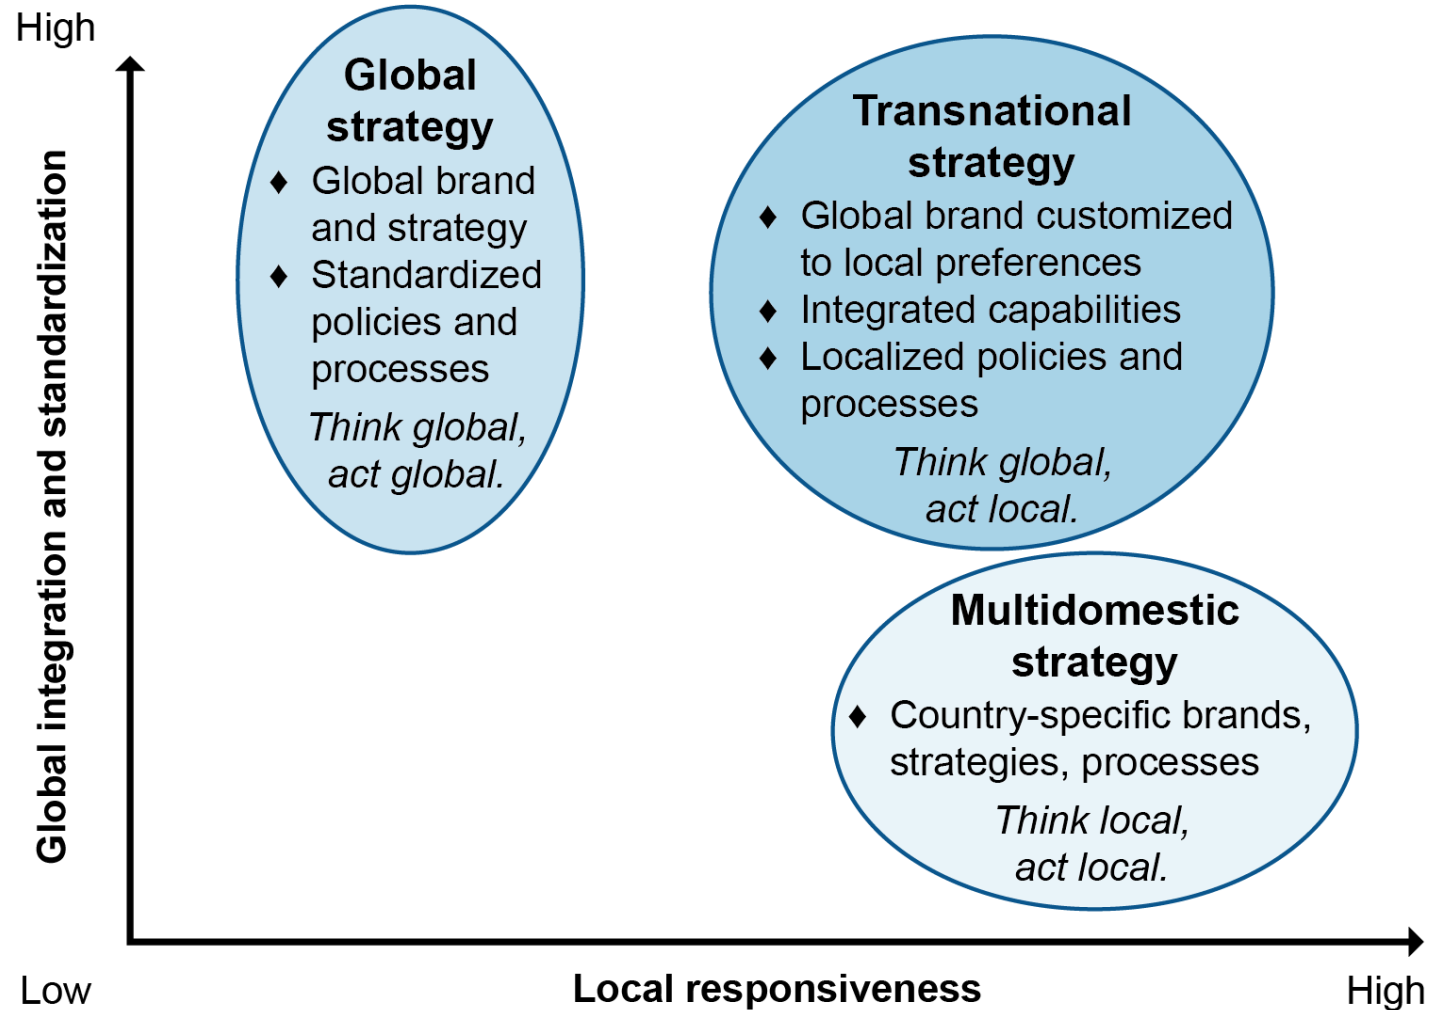 High
Global integration and standardization
Global
strategy
♦ Global brand
and strategy
♦ Standardized
policies and
processes
Think global,
act global.
Transnational
strategy
♦ Global brand customized
to local preferences
♦ Integrated capabilities
♦ Localized policies and
processes
Think global,
act local.
Multidomestic
strategy
♦ Country-specific brands,
strategies, processes
Think local,
act local.
Low
Local responsiveness
High